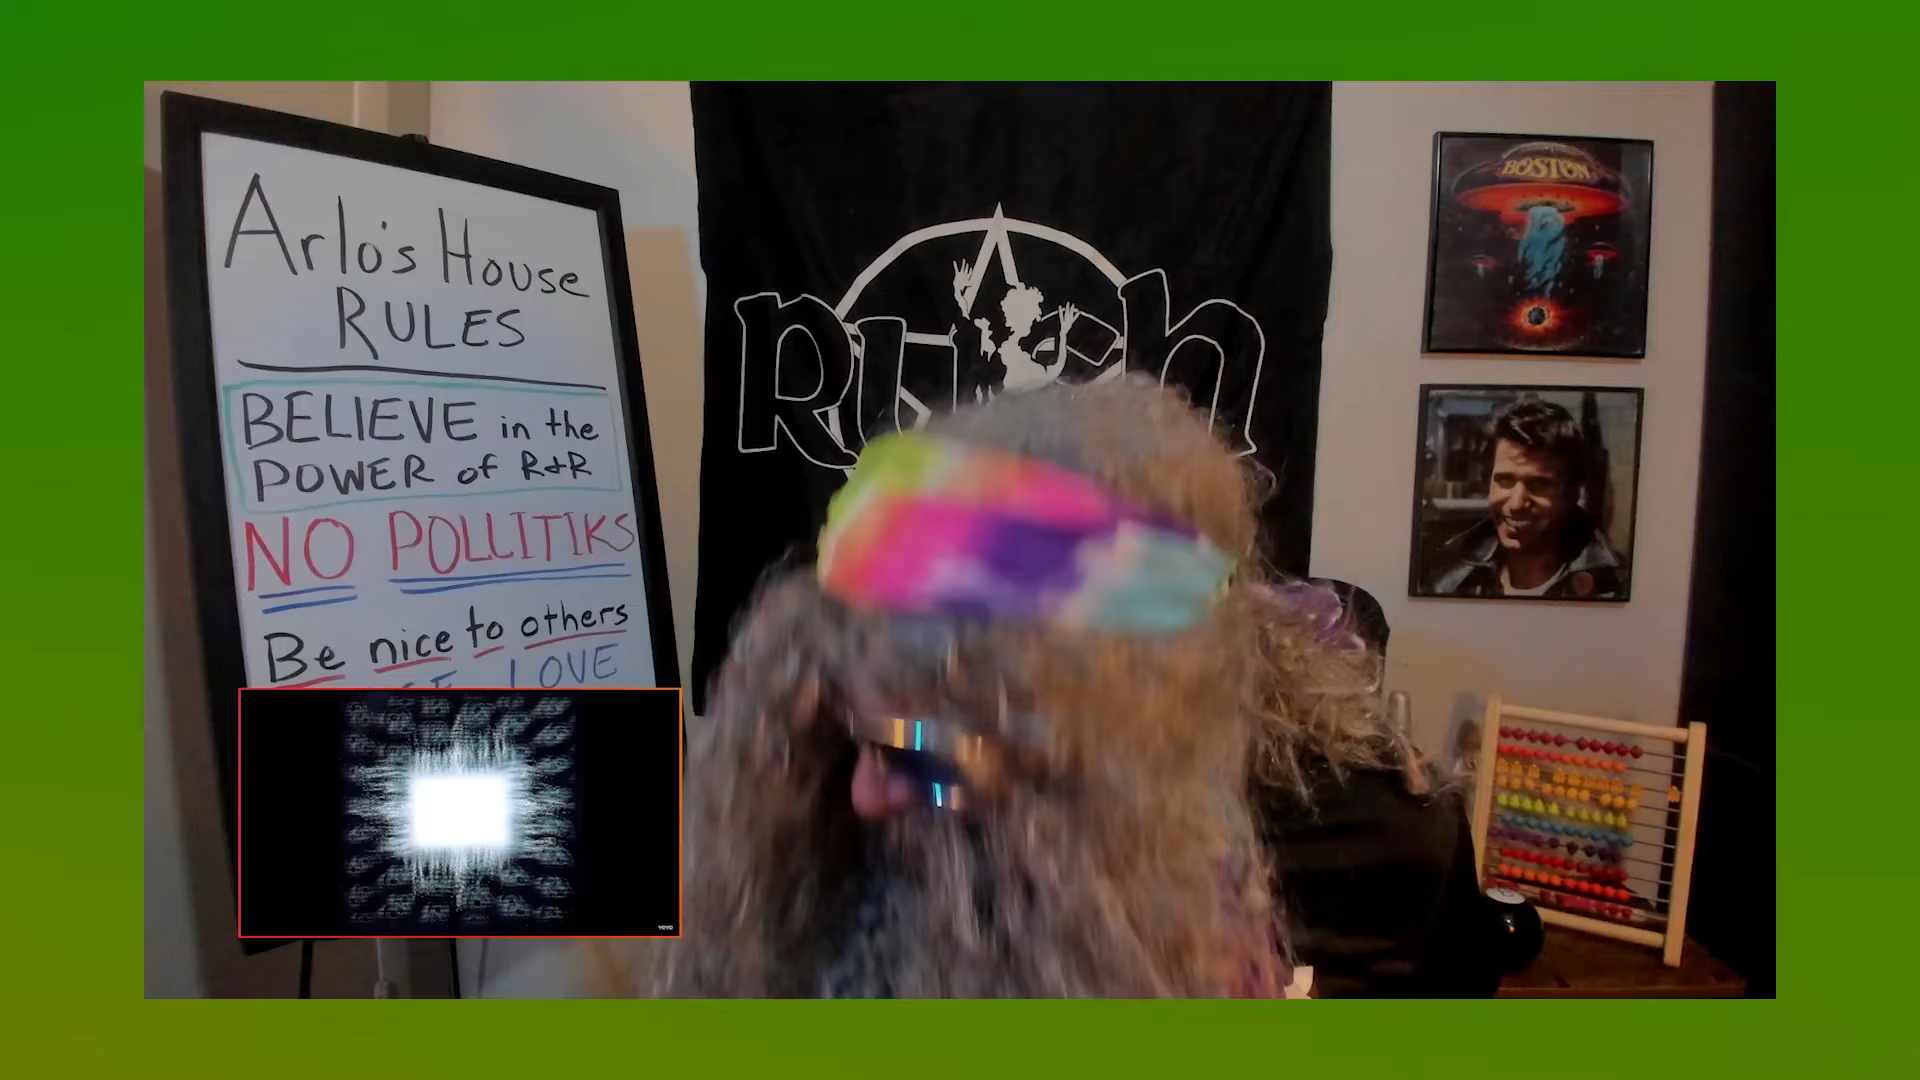 Arlo's House
RULES
BELIEVE in the
POWER of R+R
NO POLLITIKS
Be nice to others
LOVE
RUSH
BOSTON
vevo